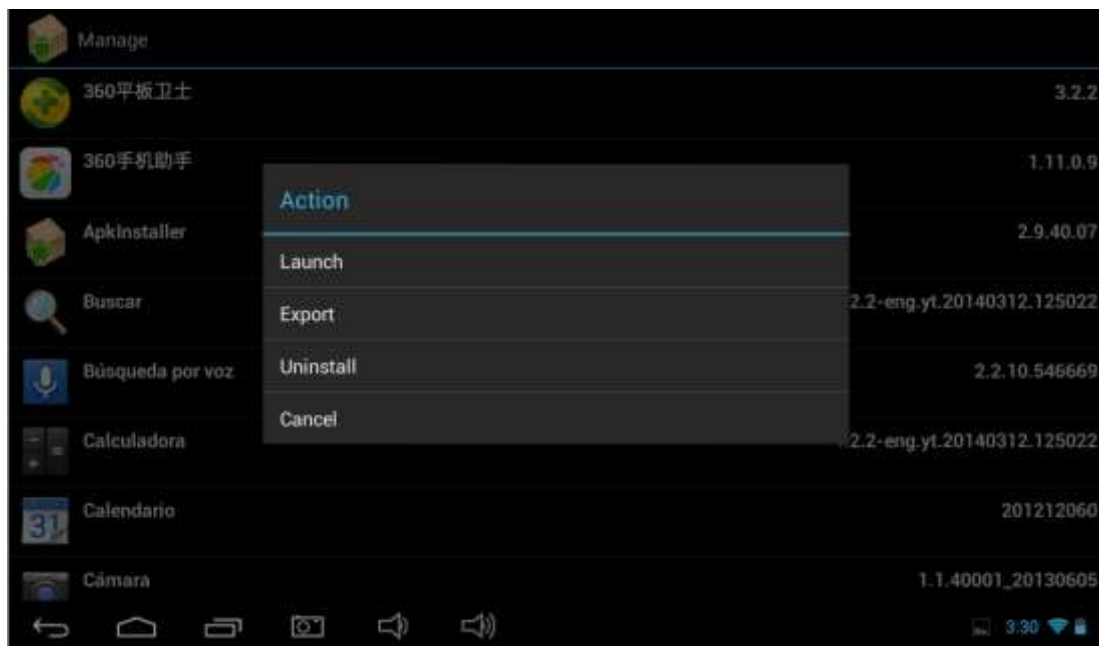 Manage
360平板卫士
3.2.2
360手机助手
1.11.0.9
ApkInstaller
2.9.40.07
Buscar
2.2-eng.yt.20140312.125022
Búsqueda por voz
2.2.10.546669
Calculadora
2.2-eng.yt.20140312.125022
Calendario
201212060
Cámara
1.1.40001_20130605
Action
Launch
Export
Uninstall
Cancel
31
3:30